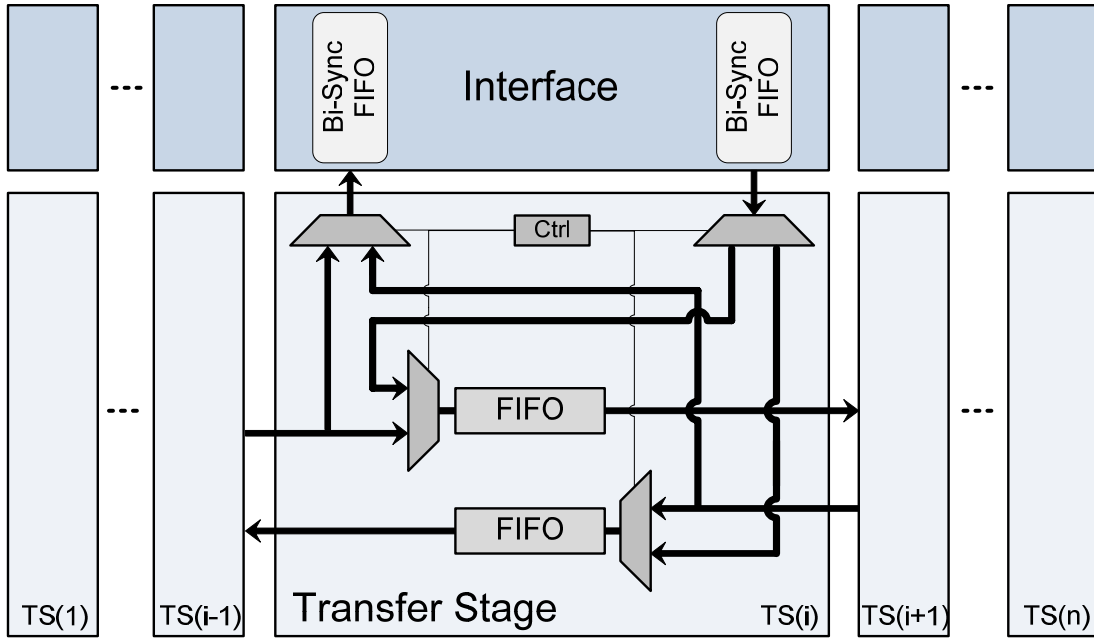 Bi-Sync
FIFO
Interface
Bi-Sync
FIFO
...
...
Ctrl
FIFO
...
...
FIFO
TS(1)
TS(i-1)
Transfer Stage
TS(i)
TS(i+1)
TS(n)